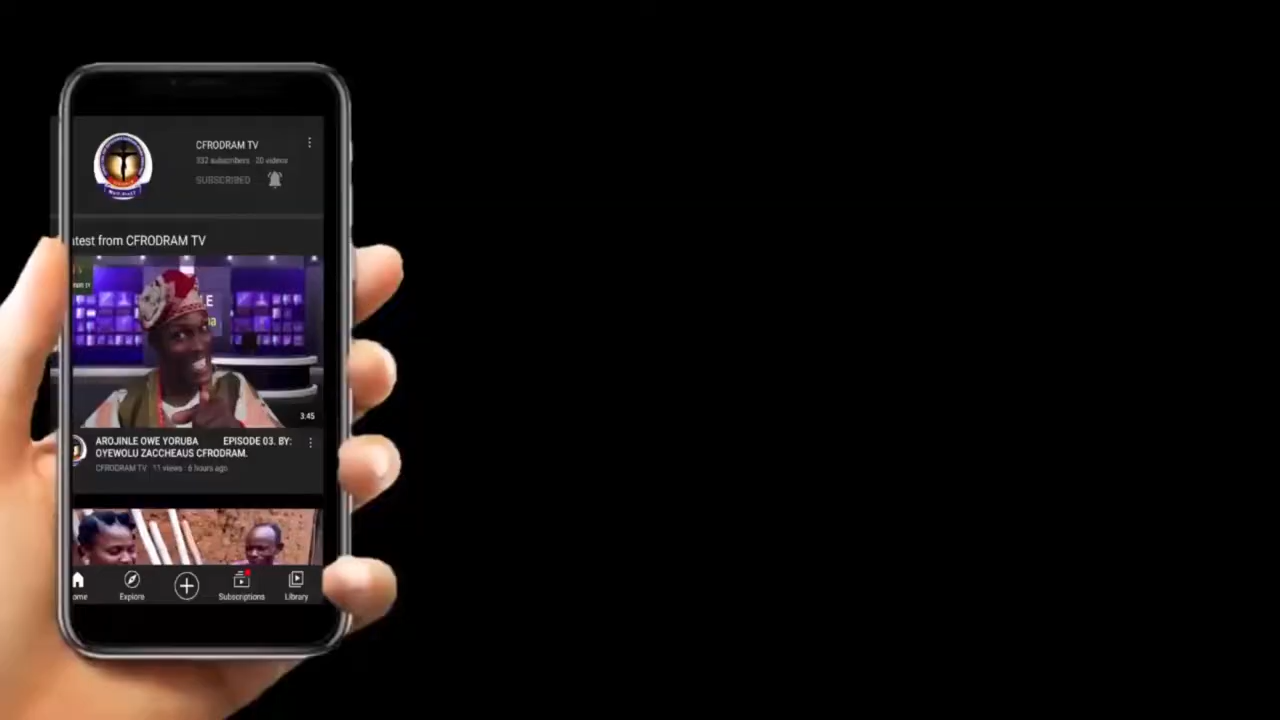 CFRODRAM TV
332 subscribers 20 videos
SUBSCRIBED
atest from CFRODRAM TV
LE
3:45
AROJINLE OWE YORUBA EPISODE 03. BY:
OYEWOLU ZACCHEAUS CFRODRAM.
CFRODRAM TV 11 views 6 hours ago
ome Explore Subscriptions Library